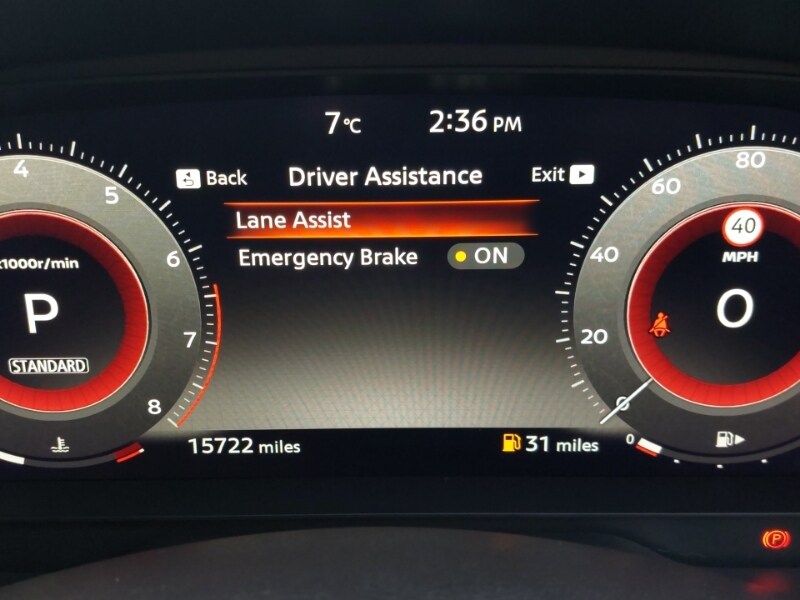 7°C 2:36 PM
Back Driver Assistance Exit
Lane Assist
Emergency Brake ON
4
5
6
7
8
x1000r/min
P
STANDARD
80
60
40
20
0
40
MPH
0
15722 miles
31 miles
0
P